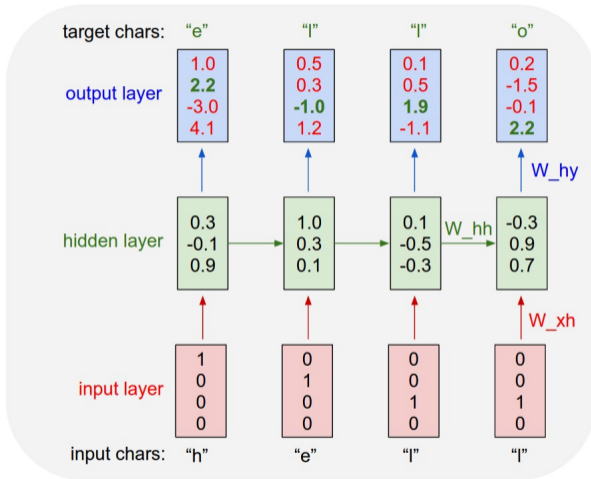 target chars: “e” “l” “l” “o”
1.0 0.5 0.1 0.2
2.2 0.3 0.5 -1.5
output layer
-3.0 -1.0 1.9 -0.1
4.1 1.2 -1.1 2.2
W_hy
0.3 1.0 0.1 -0.3
W_hh
hidden layer -0.1 0.3 -0.5 0.9
0.9 0.1 -0.3 0.7
W_xh
1 0 0 0
0 1 0 0
input layer
0 0 1 1
0 0 0 0
input chars: “h” “e” “l” “l”